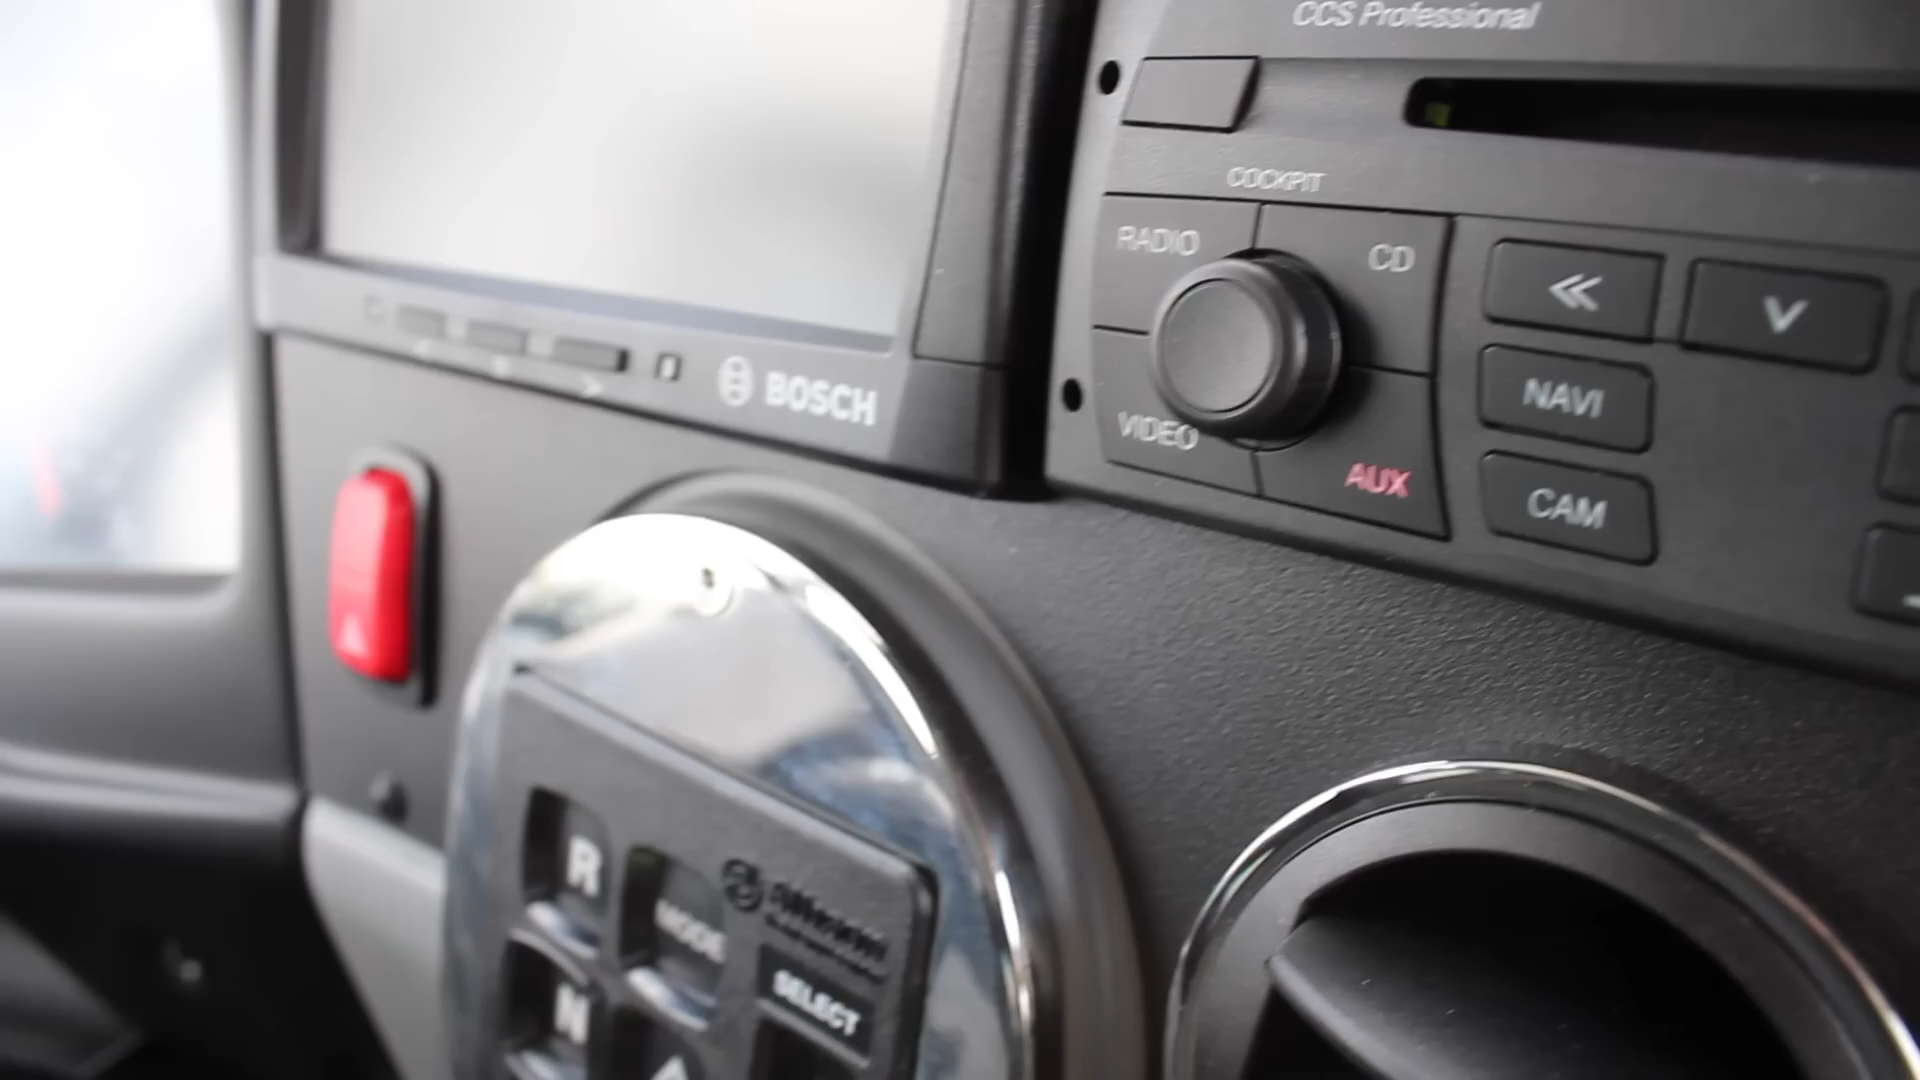 CCS Professional
COCKPIT
RADIO
CD
VIDEO
AUX
NAVI
CAM
BOSCH
R
MODE
N
SELECT